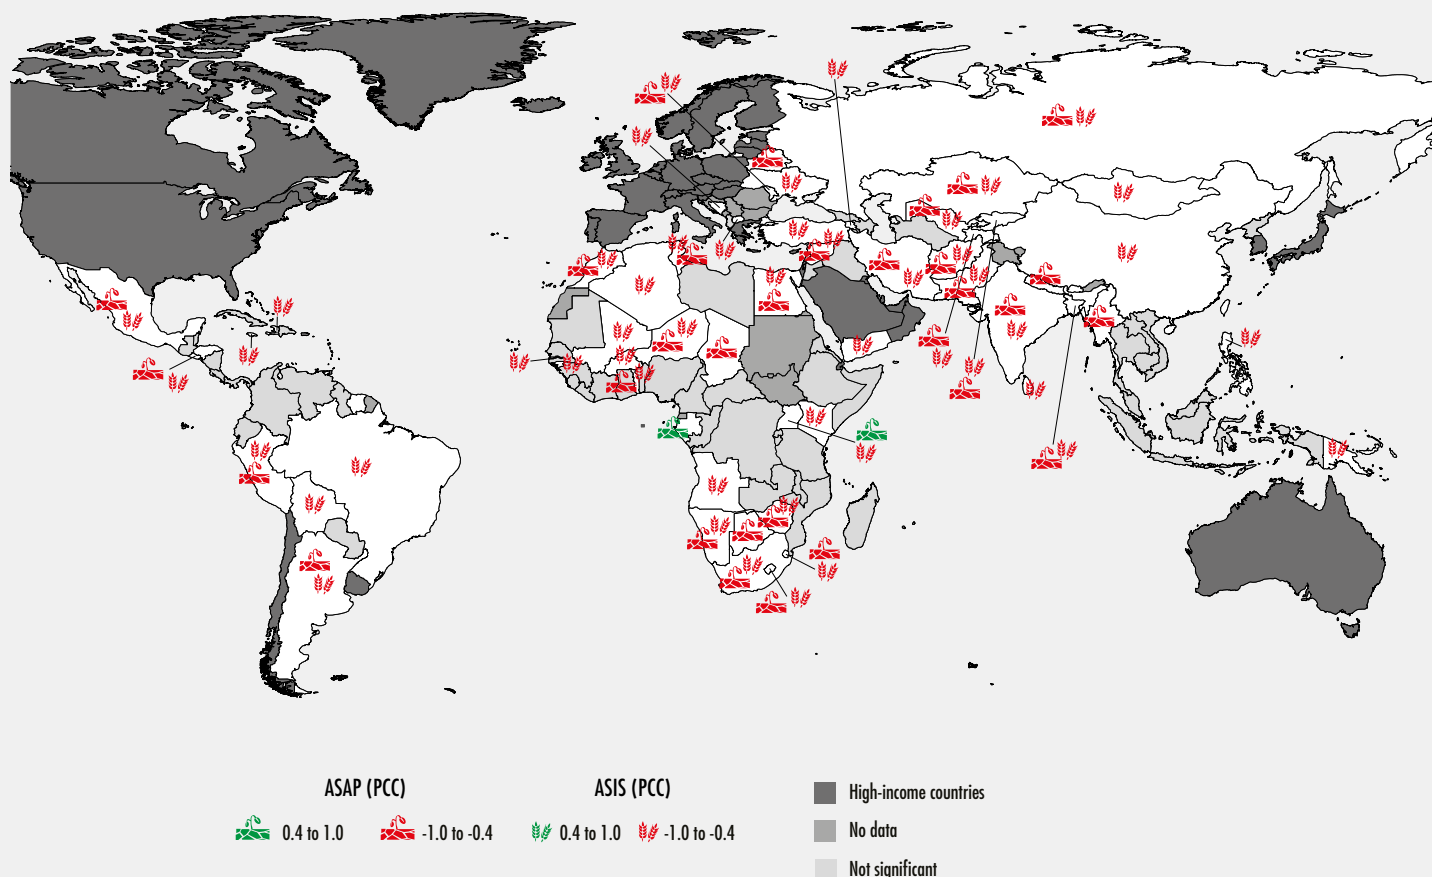 ASAP (PCC)
ASIS (PCC)
0.4 to 1.0
-1.0 to -0.4
0.4 to 1.0
-1.0 to -0.4
High-income countries
No data
Not significant